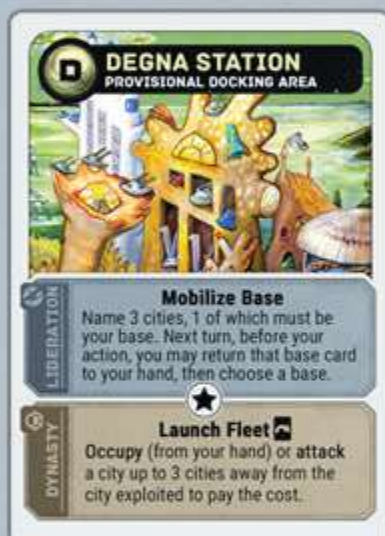 D
DEGNA STATION
PROVISIONAL DOCKING AREA
LIBERATION
Mobilize Base
Name 3 cities, 1 of which must be
your base. Next turn, before your
action, you may return that base card
to your hand, then choose a base.
DYNASTY
Launch Fleet
Occupy (from your hand) or attack
a city up to 3 cities away from the
city exploited to pay the cost.